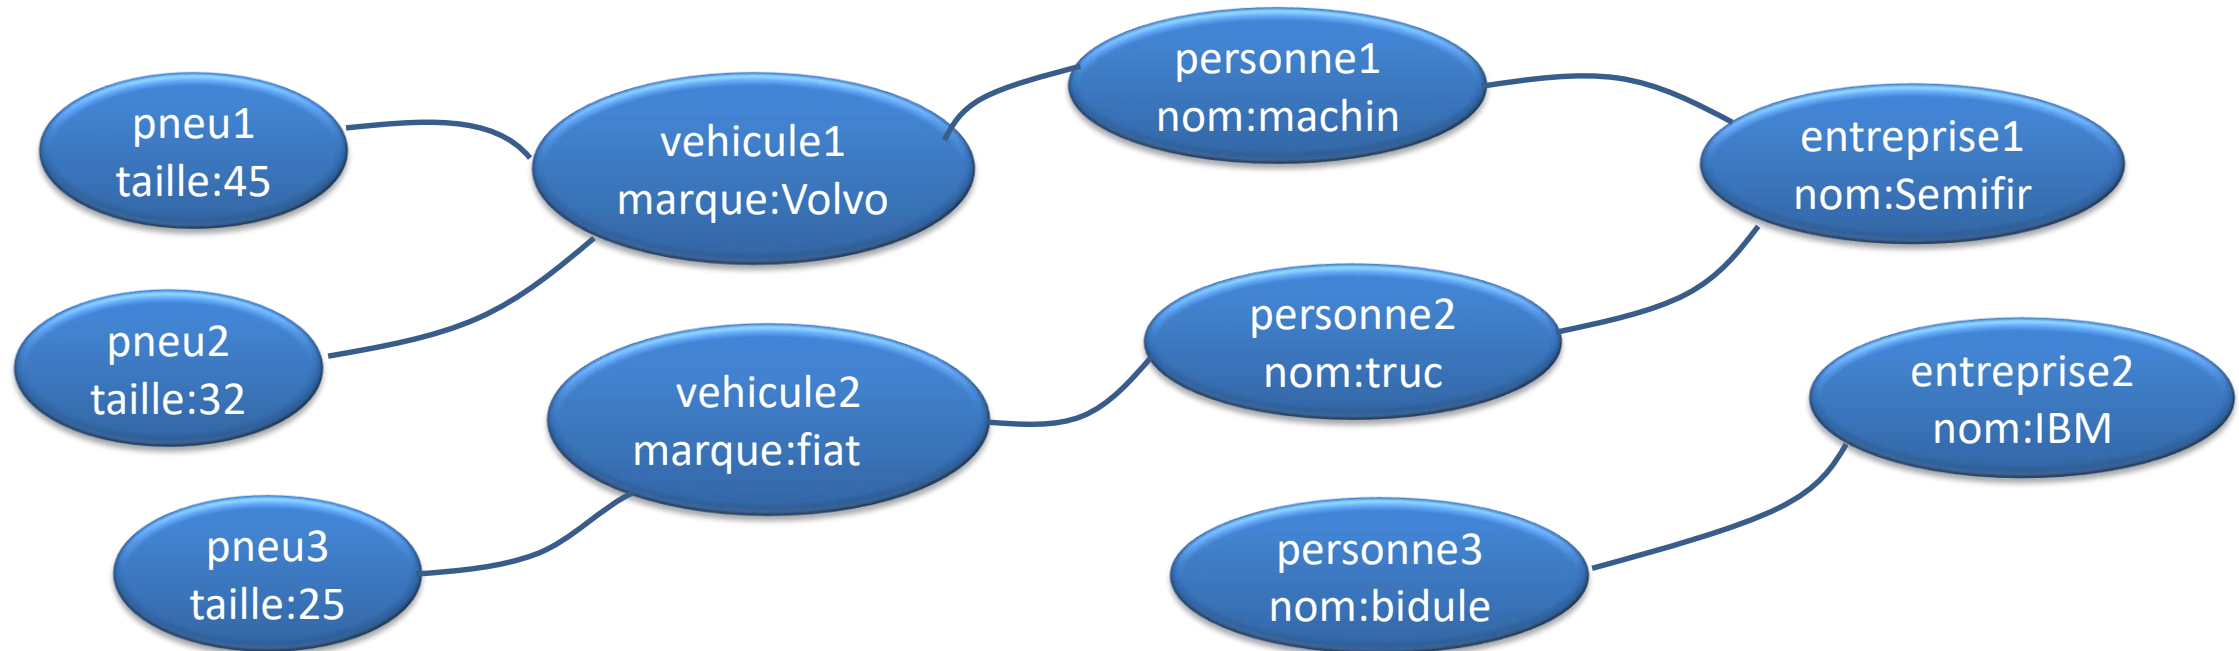 pneu1
taille:45
vehicule1
marque:Volvo
personne1
nom:machin
entreprise1
nom:Semifir
pneu2
taille:32
vehicule2
marque:fiat
personne2
nom:truc
entreprise2
nom:IBM
pneu3
taille:25
personne3
nom:bidule